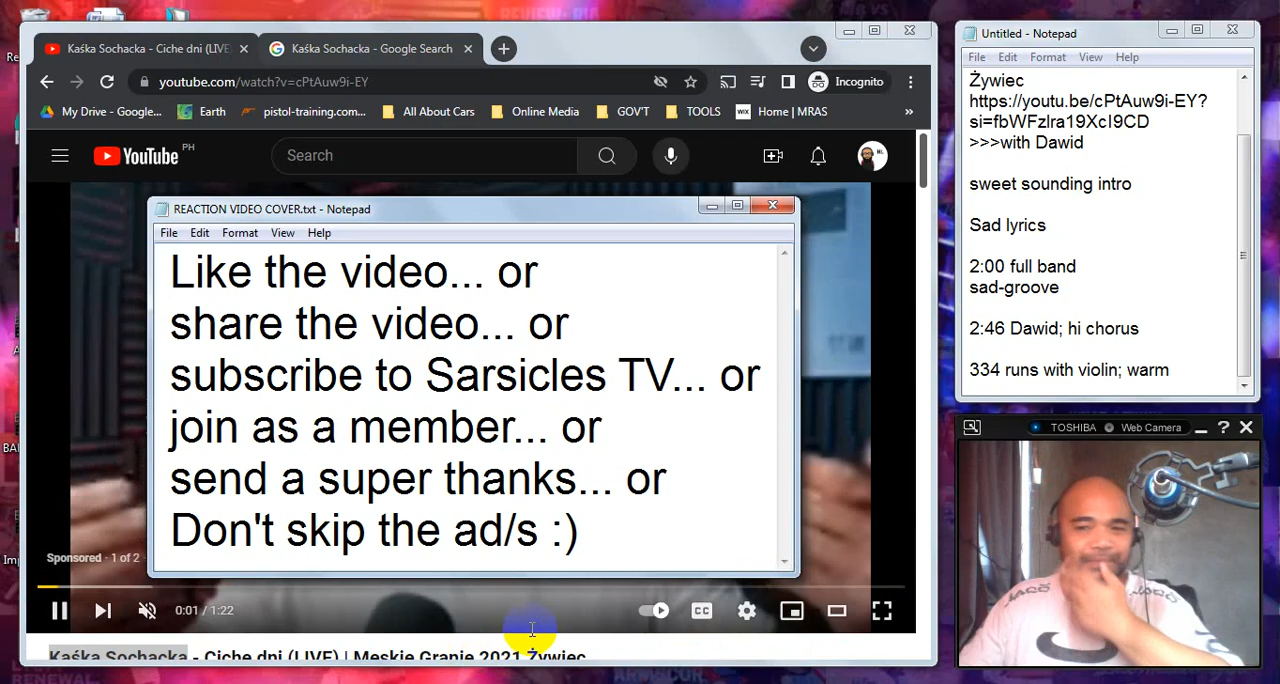 Kaśka Sochacka - Ciche dni (LIVE
Kaśka Sochacka - Google Search
youtube.com/watch?v=cPtAuw9i-EY
Incognito
My Drive - Google...
Earth
pistol-training.com...
All About Cars
Online Media
GOV'T
TOOLS
WIX
Home | MRAS
»
YouTube PH
Search
REACTION VIDEO COVER.txt - Notepad
File Edit Format View Help
Like the video... or
share the video... or
subscribe to Sarsicles TV... or
join as a member... or
send a super thanks... or
Don't skip the ad/s :)
Sponsored · 1 of 2
0:01 / 1:22
CC
Kaśka Sochacka - Ciche dni (LIVE) | Męskie Granie 2021 Żywiec
Untitled - Notepad
File Edit Format View Help
Żywiec
https://youtu.be/cPtAuw9i-EY?
si=fbWFzlra19XcI9CD
>>>with Dawid
sweet sounding intro
Sad lyrics
2:00 full band
sad-groove
2:46 Dawid; hi chorus
334 runs with violin; warm
TOSHIBA Web Camera